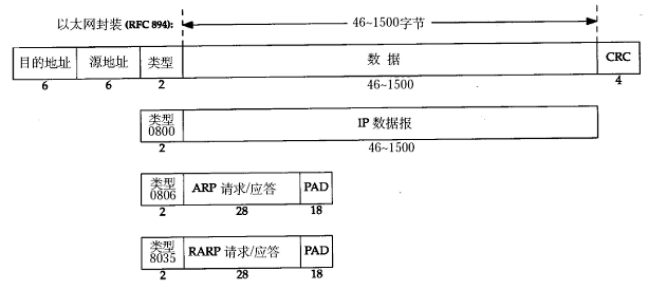 以太网封装 (RFC 894): 46~1500字节
目的地址 源地址 类型 数 据 CRC
6 6 2 46~1500 4
类型 0800 IP 数据报
2 46~1500
类型 0806 ARP 请求/应答 PAD
2 28 18
类型 8035 RARP 请求/应答 PAD
2 28 18